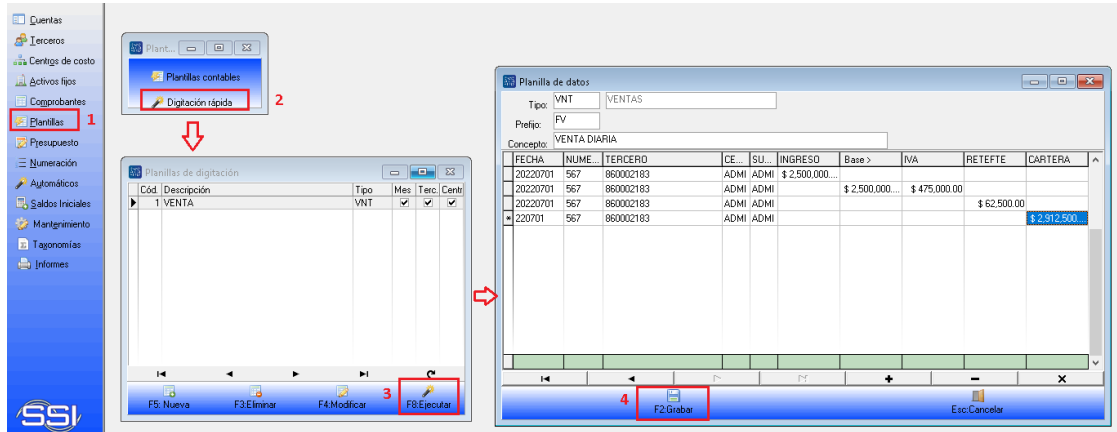 Cuentas
Terceros
Centros de costo
Activos fijos
Comprobantes
Plantillas 1
Presupuesto
Numeración
Automáticos
Saldos Iniciales
Mantenimiento
Taxonomías
Informes
SSI
Plant...
Plantillas contables
Digitación rápida 2
Planillas de digitación
Cód. Descripción Tipo Mes Terc. Centr
1 VENTA VNT
F5: Nueva F3:Eliminar F4:Modificar 3 F8:Ejecutar
Planilla de datos
Tipo: VNT VENTAS
Prefijo: FV
Concepto: VENTA DIARIA
FECHA NUME... TERCERO CE... SU... INGRESO Base > IVA RETEFTE CARTERA
20220701 567 860002183 ADMI ADMI $ 2,500,000....
20220701 567 860002183 ADMI ADMI $ 2,500,000.... $ 475,000.00
20220701 567 860002183 ADMI ADMI $ 62,500.00
220701 567 860002183 ADMI ADMI $ 2,912,500....
4 F2:Grabar Esc:Cancelar